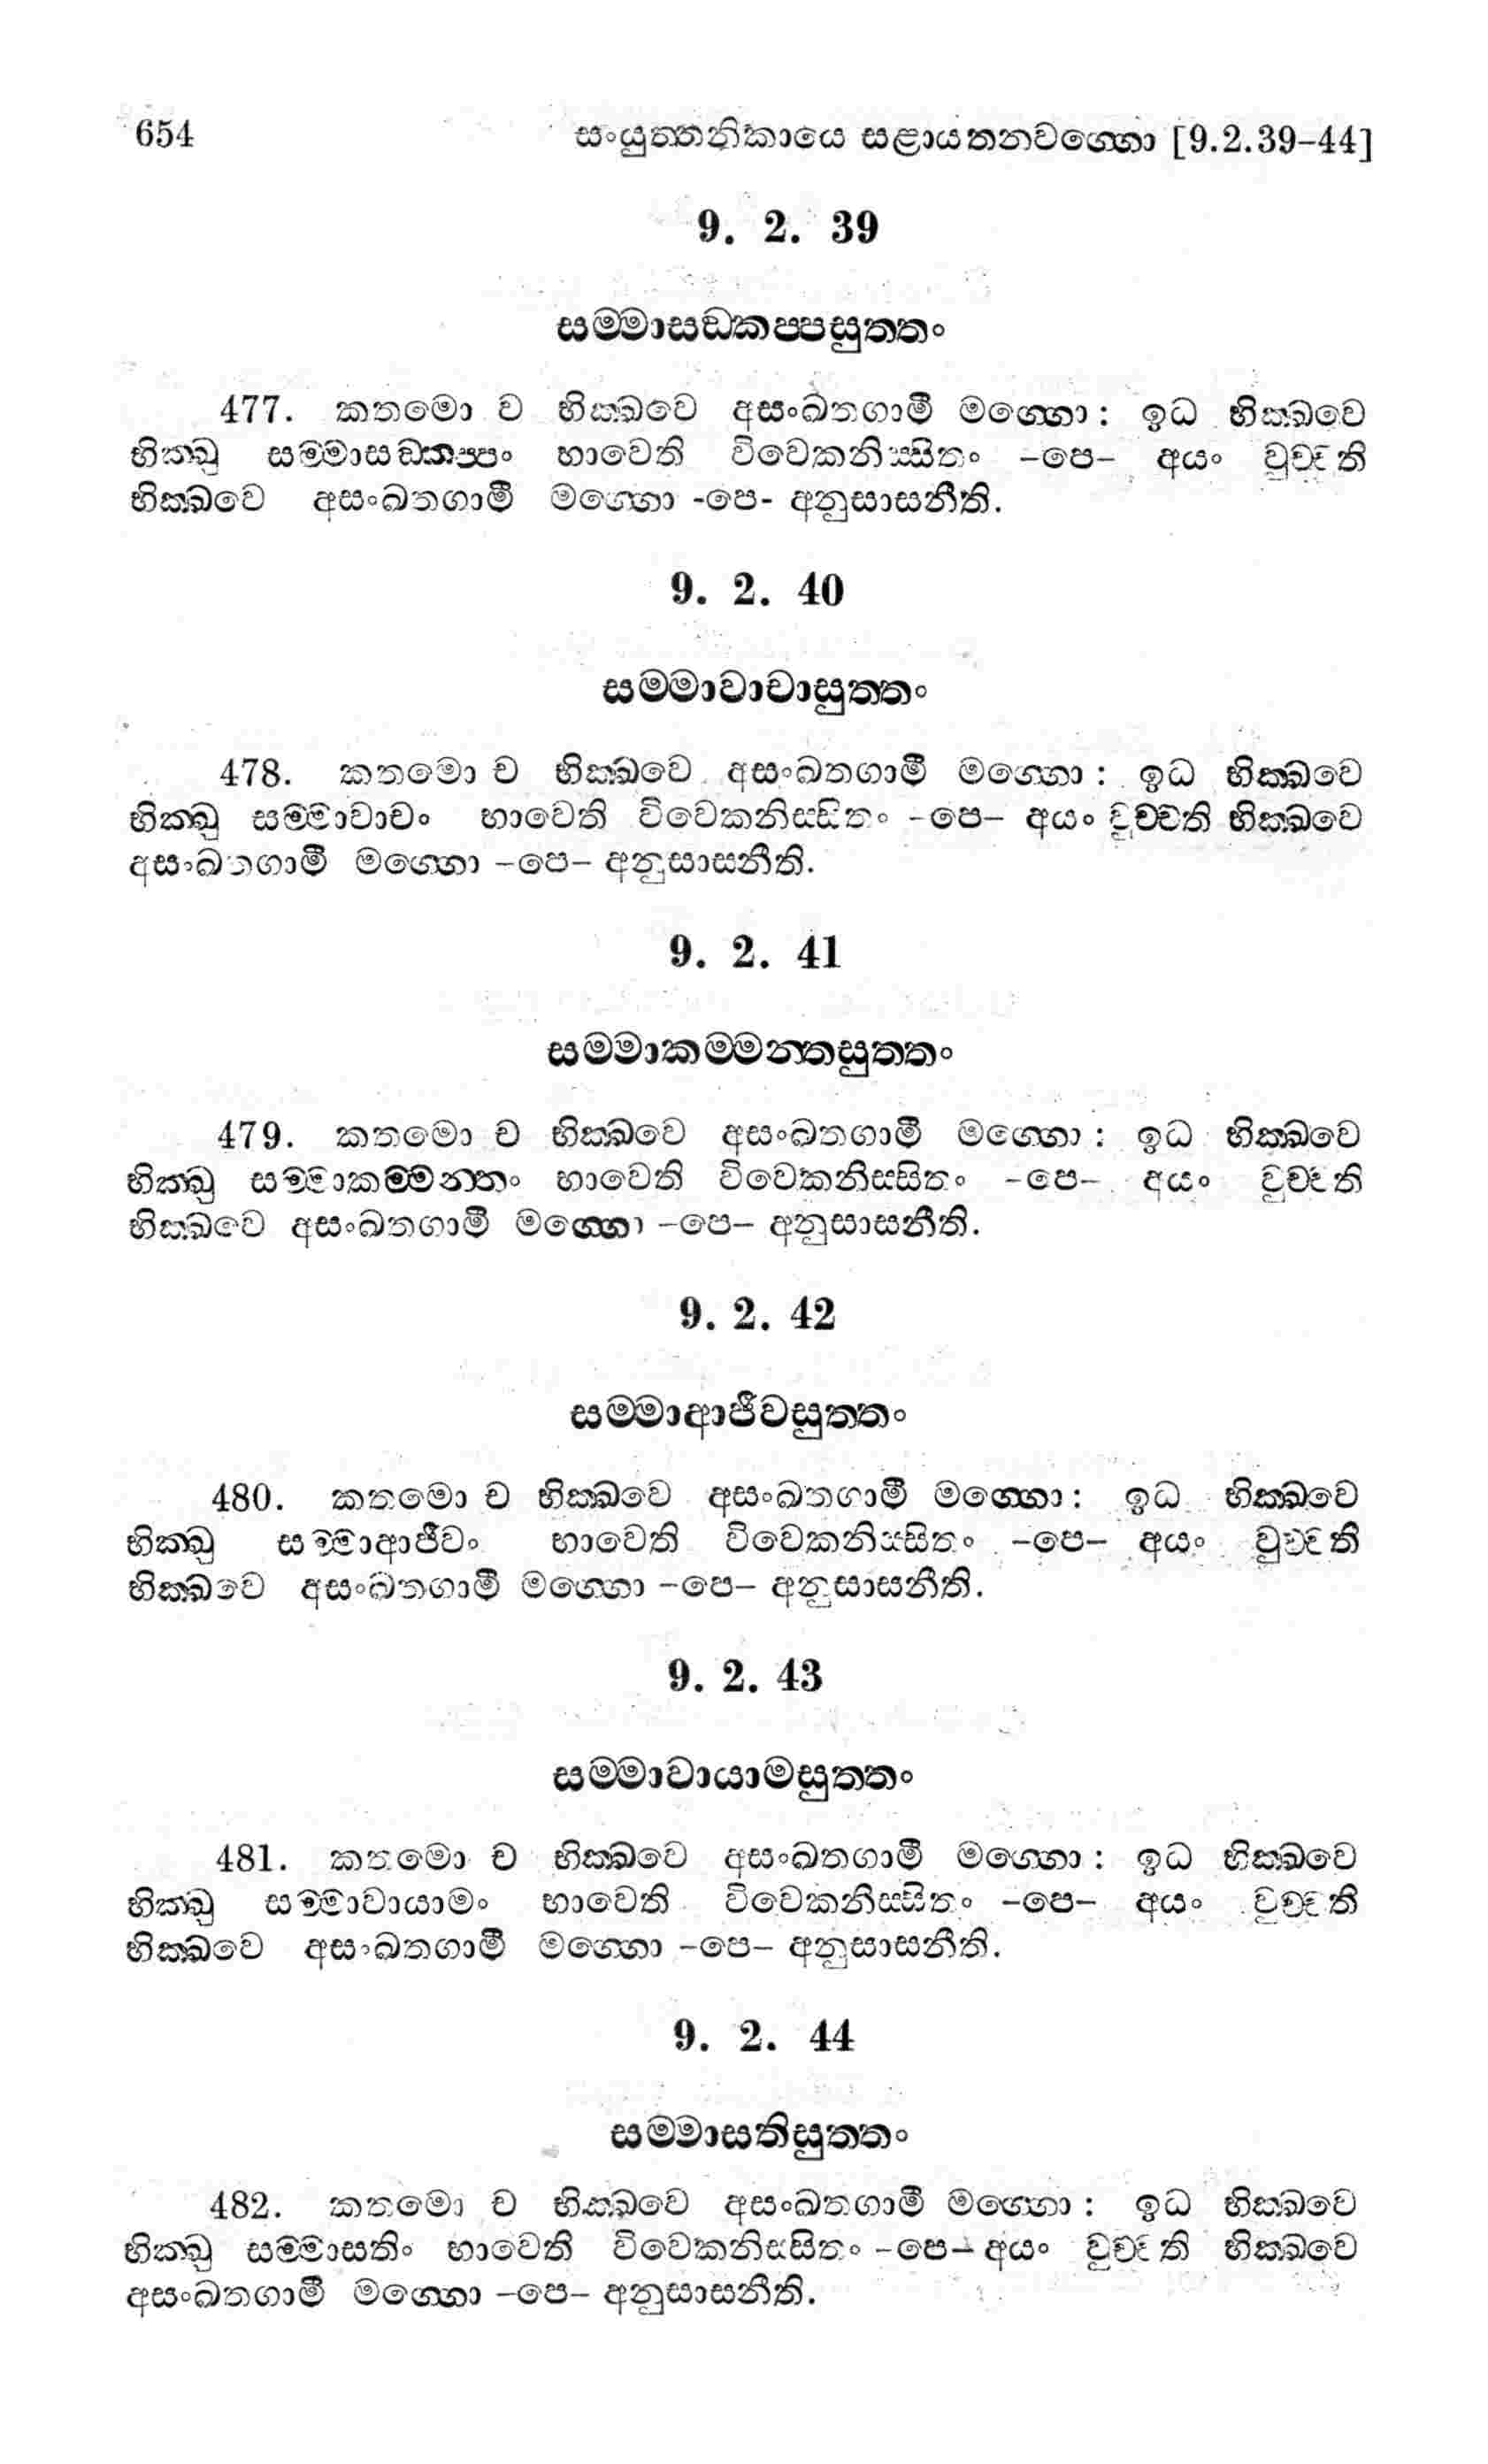 654 සංයුත්තනිකායෙ සළායතනවග්ගො [9.2.39–44]
9. 2. 39
සම්මාසඞ්කප්පසුත්තං
477. කතමො ච භික්ඛවෙ අසංඛතගාමී මග්ගො: ඉධ භික්ඛවෙ
භික්ඛු සම්මාසඞ්කප්පං භාවෙති විවෙකනිස්සිතං –පෙ– අයං වුච්චති
භික්ඛවෙ අසංඛතගාමී මග්ගො -පෙ- අනුසාසනීති.
9. 2. 40
සම්මාවාචාසුත්තං
478. කතමො ච භික්ඛවෙ අසංඛතගාමී මග්ගො: ඉධ භික්ඛවෙ
භික්ඛු සම්මාවාචං භාවෙති විවෙකනිස්සිතං –පෙ– අයං වුච්චති භික්ඛවෙ
අසංඛතගාමී මග්ගො –පෙ– අනුසාසනීති.
9. 2. 41
සම්මාකම්මන්තසුත්තං
479. කතමො ච භික්ඛවෙ අසංඛතගාමී මග්ගො: ඉධ භික්ඛවෙ
භික්ඛු සම්මාකම්මන්තං භාවෙති විවෙකනිස්සිතං –පෙ– අයං වුච්චති
භික්ඛවෙ අසංඛතගාමී මග්ගො –පෙ– අනුසාසනීති.
9. 2. 42
සම්මාආජීවසුත්තං
480. කතමො ච භික්ඛවෙ අසංඛතගාමී මග්ගො: ඉධ භික්ඛවෙ
භික්ඛු සම්මාආජීවං භාවෙති විවෙකනිස්සිතං –පෙ– අයං වුච්චති
භික්ඛවෙ අසංඛතගාමී මග්ගො –පෙ– අනුසාසනීති.
9. 2. 43
සම්මාවායාමසුත්තං
481. කතමො ච භික්ඛවෙ අසංඛතගාමී මග්ගො: ඉධ භික්ඛවෙ
භික්ඛු සම්මාවායාමං භාවෙති විවෙකනිස්සිතං –පෙ– අයං වුච්චති
භික්ඛවෙ අසංඛතගාමී මග්ගො –පෙ– අනුසාසනීති.
9. 2. 44
සම්මාසතිසුත්තං
482. කතමො ච භික්ඛවෙ අසංඛතගාමී මග්ගො: ඉධ භික්ඛවෙ
භික්ඛු සම්මාසතිං භාවෙති විවෙකනිස්සිතං –පෙ– අයං වුච්චති භික්ඛවෙ
අසංඛතගාමී මග්ගො –පෙ– අනුසාසනීති.